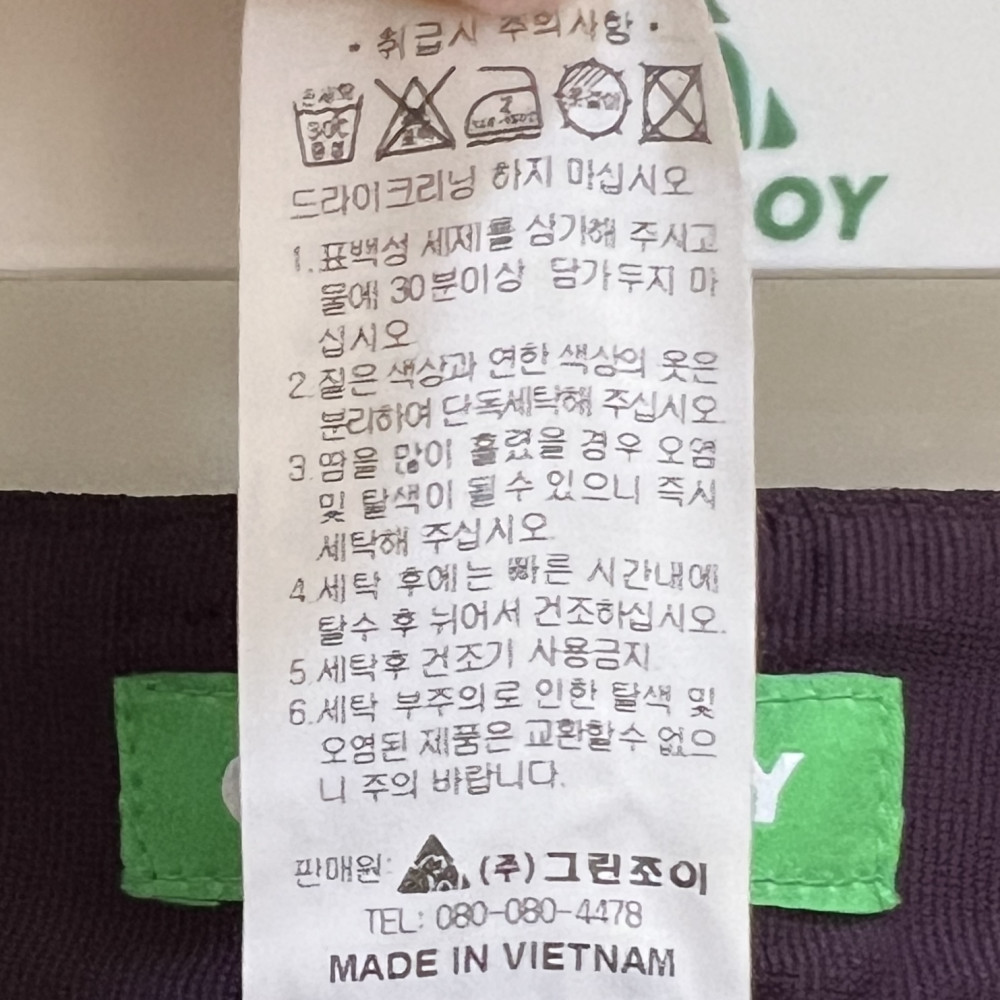 • 취급시 주의사항 •
OY
30℃
중성
드라이크리닝 하지 마십시오
1. 표백성 세제를 삼가해 주시고
물에 30분이상 담가두지 마
십시오
2. 짙은 색상과 연한 색상의 옷은
분리하여 단독세탁해 주십시오
3. 땀을 많이 흘렸을 경우 오염
및 탈색이 될수 있으니 즉시
세탁해 주십시오
4. 세탁 후에는 빠른 시간내에
탈수 후 뉘어서 건조하십시오.
5. 세탁후 건조기 사용금지
6. 세탁 부주의로 인한 탈색 및
오염된 제품은 교환할수 없으
니 주의 바랍니다.
Y
판매원: (주)그린조이
TEL: 080-080-4478
MADE IN VIETNAM